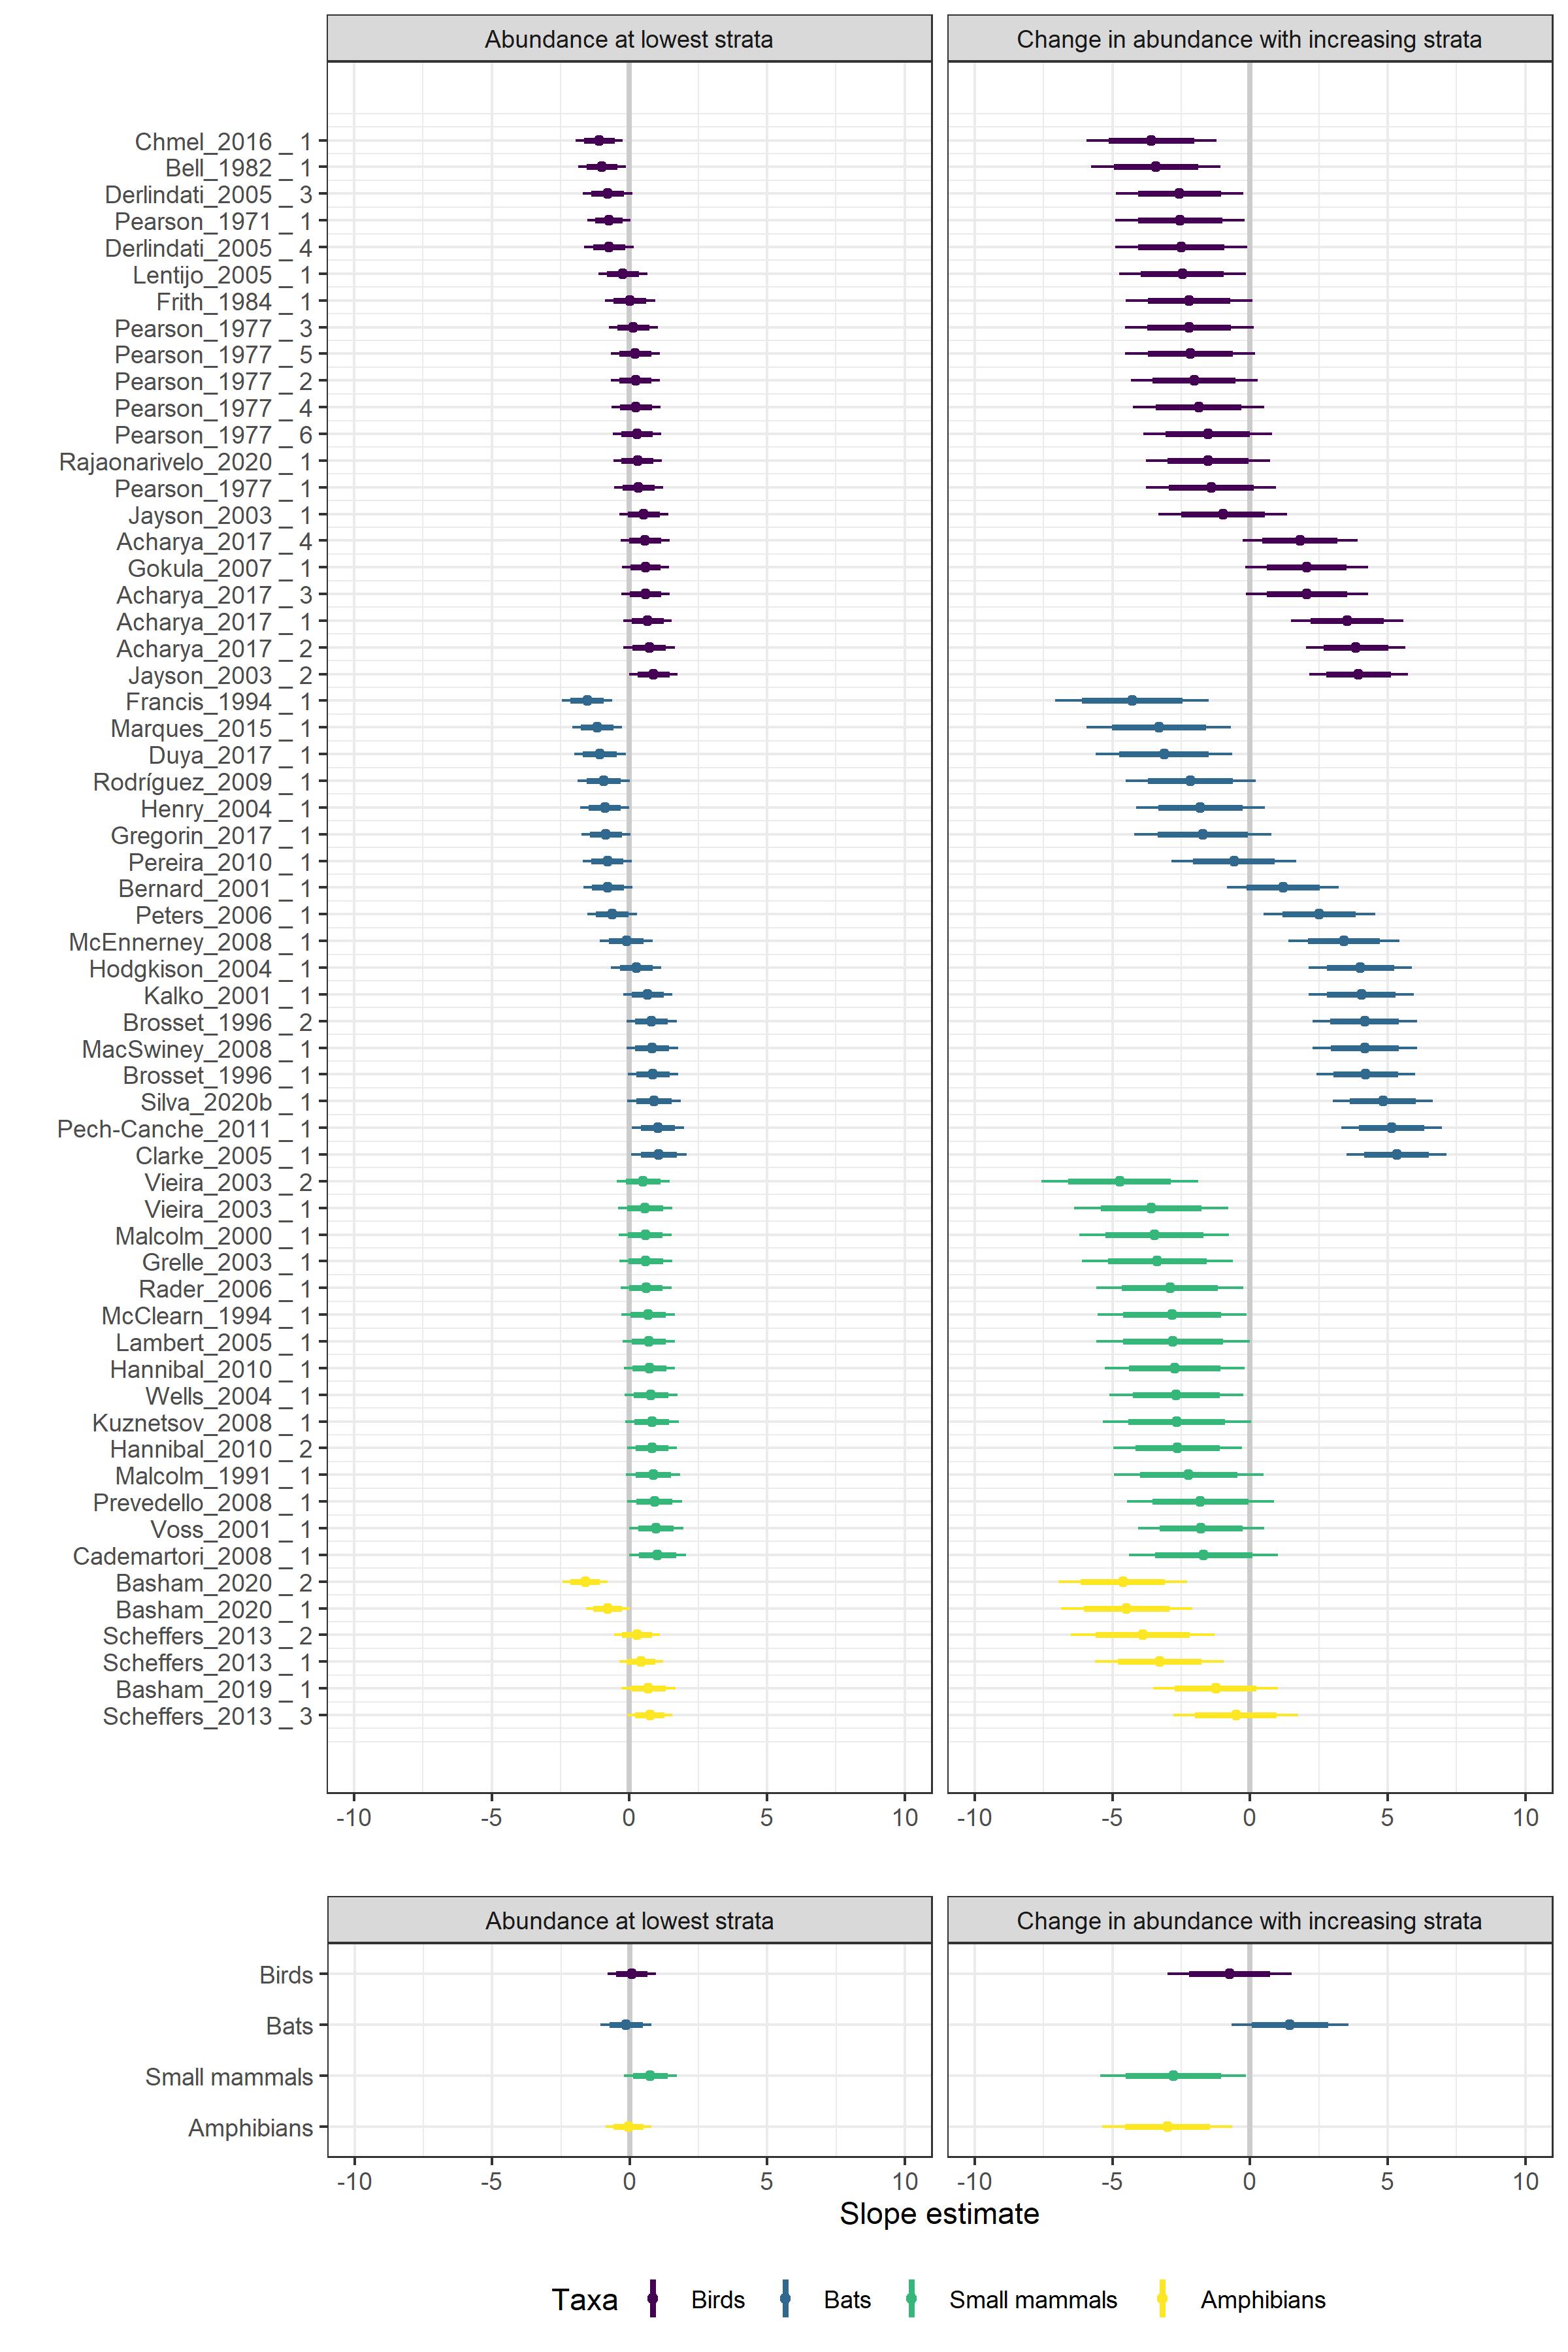 Abundance at lowest strata
Change in abundance with increasing strata
Chmel_2016 _ 1
Bell_1982 _ 1
Derlindati_2005 _ 3
Pearson_1971 _ 1
Derlindati_2005 _ 4
Lentijo_2005 _ 1
Frith_1984 _ 1
Pearson_1977 _ 3
Pearson_1977 _ 5
Pearson_1977 _ 2
Pearson_1977 _ 4
Pearson_1977 _ 6
Rajaonarivelo_2020 _ 1
Pearson_1977 _ 1
Jayson_2003 _ 1
Acharya_2017 _ 4
Gokula_2007 _ 1
Acharya_2017 _ 3
Acharya_2017 _ 1
Acharya_2017 _ 2
Jayson_2003 _ 2
Francis_1994 _ 1
Marques_2015 _ 1
Duya_2017 _ 1
Rodríguez_2009 _ 1
Henry_2004 _ 1
Gregorin_2017 _ 1
Pereira_2010 _ 1
Bernard_2001 _ 1
Peters_2006 _ 1
McEnnerney_2008 _ 1
Hodgkison_2004 _ 1
Kalko_2001 _ 1
Brosset_1996 _ 2
MacSwiney_2008 _ 1
Brosset_1996 _ 1
Silva_2020b _ 1
Pech-Canche_2011 _ 1
Clarke_2005 _ 1
Vieira_2003 _ 2
Vieira_2003 _ 1
Malcolm_2000 _ 1
Grelle_2003 _ 1
Rader_2006 _ 1
McClearn_1994 _ 1
Lambert_2005 _ 1
Hannibal_2010 _ 1
Wells_2004 _ 1
Kuznetsov_2008 _ 1
Hannibal_2010 _ 2
Malcolm_1991 _ 1
Prevedello_2008 _ 1
Voss_2001 _ 1
Cademartori_2008 _ 1
Basham_2020 _ 2
Basham_2020 _ 1
Scheffers_2013 _ 2
Scheffers_2013 _ 1
Basham_2019 _ 1
Scheffers_2013 _ 3
-10 -5 0 5 10
-10 -5 0 5 10
Abundance at lowest strata
Change in abundance with increasing strata
Birds
Bats
Small mammals
Amphibians
-10 -5 0 5 10
-10 -5 0 5 10
Slope estimate
Taxa Birds Bats Small mammals Amphibians